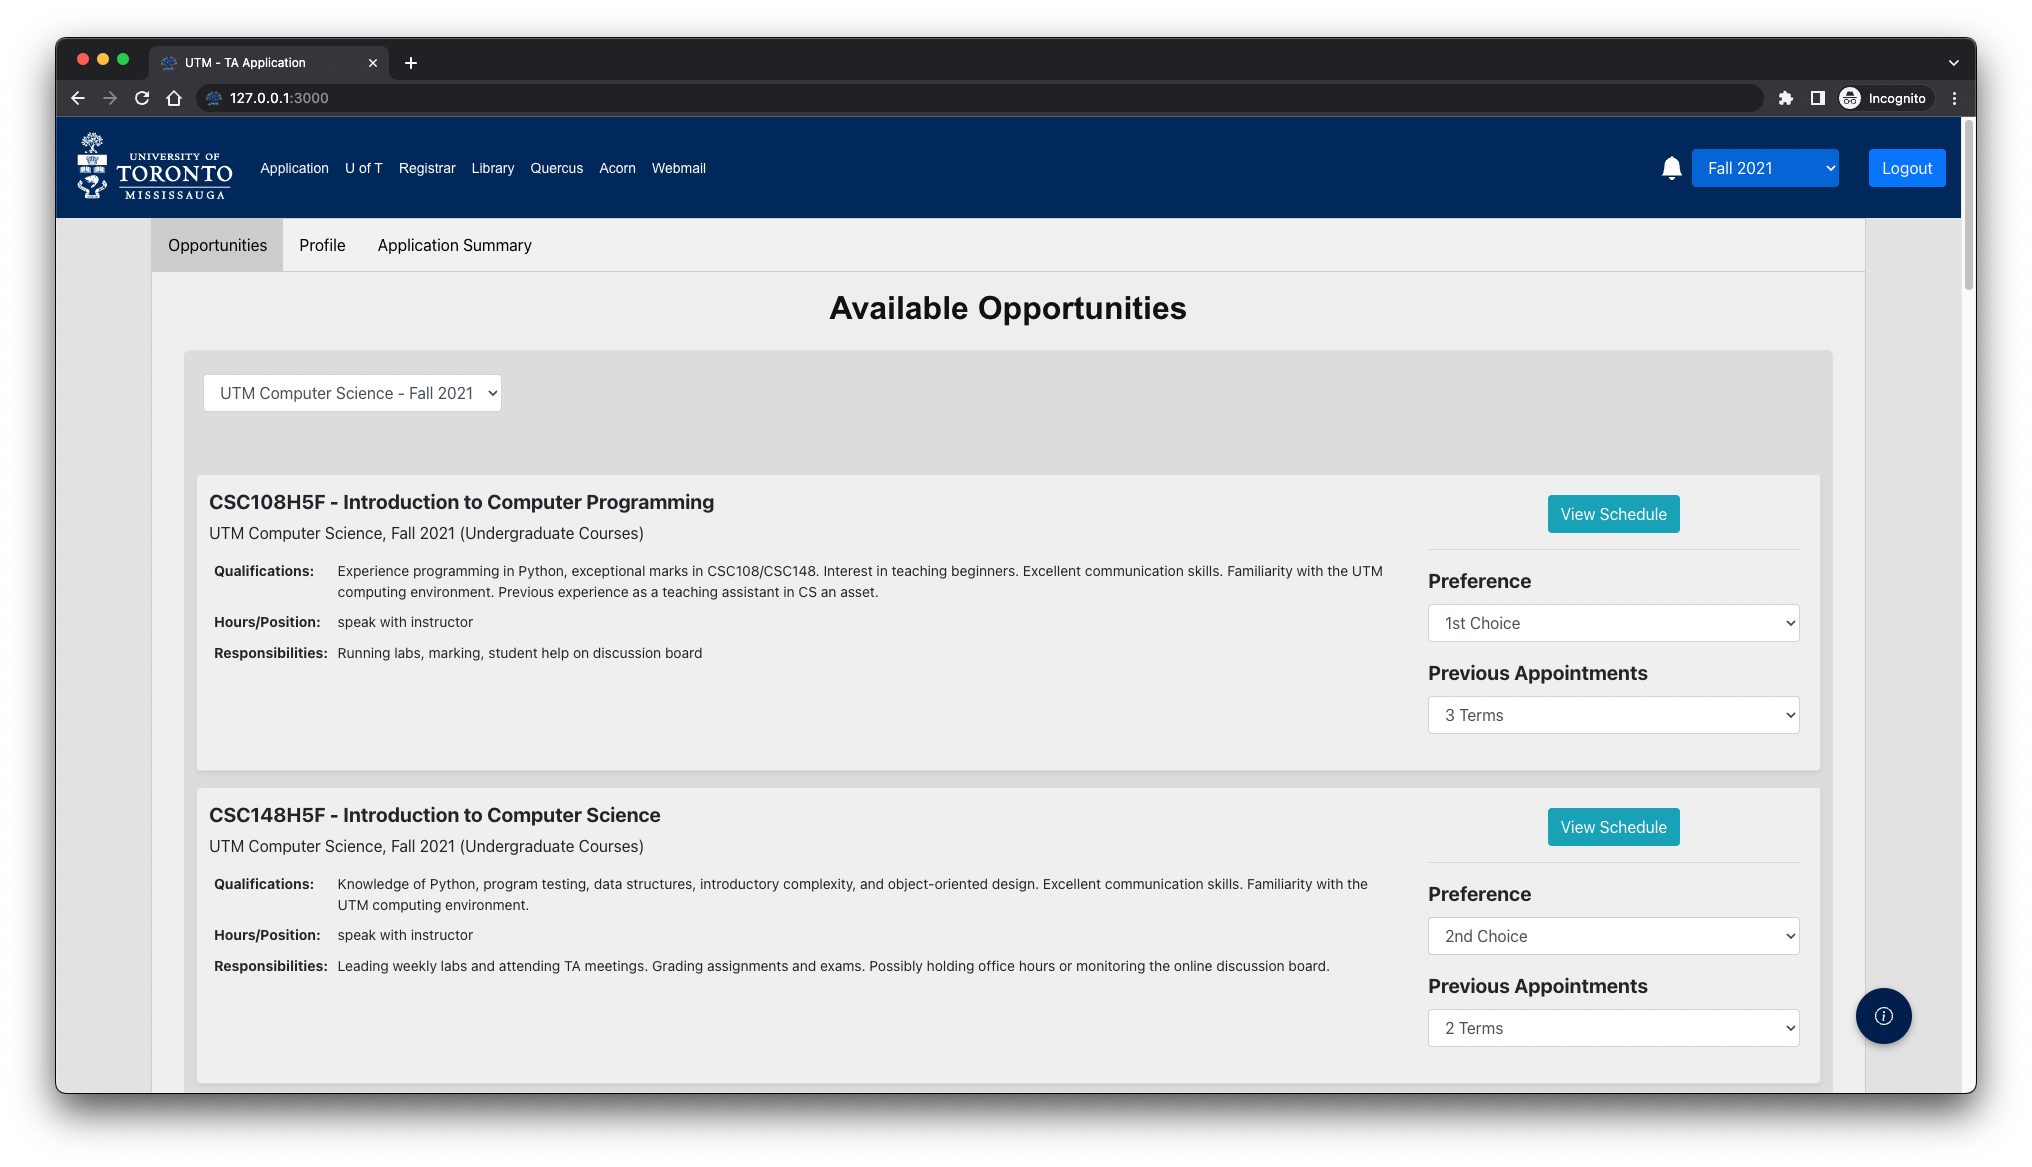 UTM - TA Application
127.0.0.1:3000
Incognito
UNIVERSITY OF
TORONTO
MISSISSAUGA
Application U of T Registrar Library Quercus Acorn Webmail
Fall 2021
Logout
Opportunities Profile Application Summary
Available Opportunities
UTM Computer Science - Fall 2021
CSC108H5F - Introduction to Computer Programming
UTM Computer Science, Fall 2021 (Undergraduate Courses)
Qualifications: Experience programming in Python, exceptional marks in CSC108/CSC148. Interest in teaching beginners. Excellent communication skills. Familiarity with the UTM
computing environment. Previous experience as a teaching assistant in CS an asset.
Hours/Position: speak with instructor
Responsibilities: Running labs, marking, student help on discussion board
View Schedule
Preference
1st Choice
Previous Appointments
3 Terms
CSC148H5F - Introduction to Computer Science
UTM Computer Science, Fall 2021 (Undergraduate Courses)
Qualifications: Knowledge of Python, program testing, data structures, introductory complexity, and object-oriented design. Excellent communication skills. Familiarity with the
UTM computing environment.
Hours/Position: speak with instructor
Responsibilities: Leading weekly labs and attending TA meetings. Grading assignments and exams. Possibly holding office hours or monitoring the online discussion board.
View Schedule
Preference
2nd Choice
Previous Appointments
2 Terms